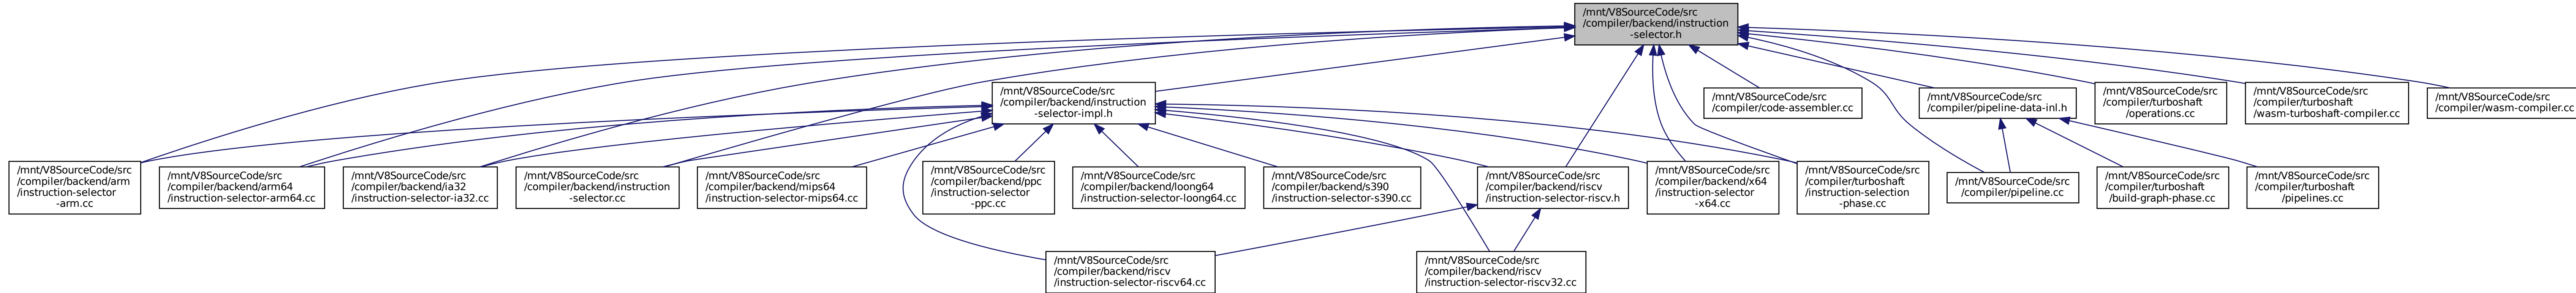 /mnt/V8SourceCode/src
/compiler/backend/instruction
-selector.h
/mnt/V8SourceCode/src
/compiler/backend/instruction
-selector-impl.h
/mnt/V8SourceCode/src
/compiler/code-assembler.cc
/mnt/V8SourceCode/src
/compiler/pipeline-data-inl.h
/mnt/V8SourceCode/src
/compiler/turboshaft
/operations.cc
/mnt/V8SourceCode/src
/compiler/turboshaft
/wasm-turboshaft-compiler.cc
/mnt/V8SourceCode/src
/compiler/wasm-compiler.cc
/mnt/V8SourceCode/src
/compiler/backend/arm
/instruction-selector
-arm.cc
/mnt/V8SourceCode/src
/compiler/backend/arm64
/instruction-selector-arm64.cc
/mnt/V8SourceCode/src
/compiler/backend/ia32
/instruction-selector-ia32.cc
/mnt/V8SourceCode/src
/compiler/backend/instruction
-selector.cc
/mnt/V8SourceCode/src
/compiler/backend/mips64
/instruction-selector-mips64.cc
/mnt/V8SourceCode/src
/compiler/backend/ppc
/instruction-selector
-ppc.cc
/mnt/V8SourceCode/src
/compiler/backend/loong64
/instruction-selector-loong64.cc
/mnt/V8SourceCode/src
/compiler/backend/s390
/instruction-selector-s390.cc
/mnt/V8SourceCode/src
/compiler/backend/riscv
/instruction-selector-riscv.h
/mnt/V8SourceCode/src
/compiler/backend/x64
/instruction-selector
-x64.cc
/mnt/V8SourceCode/src
/compiler/turboshaft
/instruction-selection
-phase.cc
/mnt/V8SourceCode/src
/compiler/pipeline.cc
/mnt/V8SourceCode/src
/compiler/turboshaft
/build-graph-phase.cc
/mnt/V8SourceCode/src
/compiler/turboshaft
/pipelines.cc
/mnt/V8SourceCode/src
/compiler/backend/riscv
/instruction-selector-riscv64.cc
/mnt/V8SourceCode/src
/compiler/backend/riscv
/instruction-selector-riscv32.cc